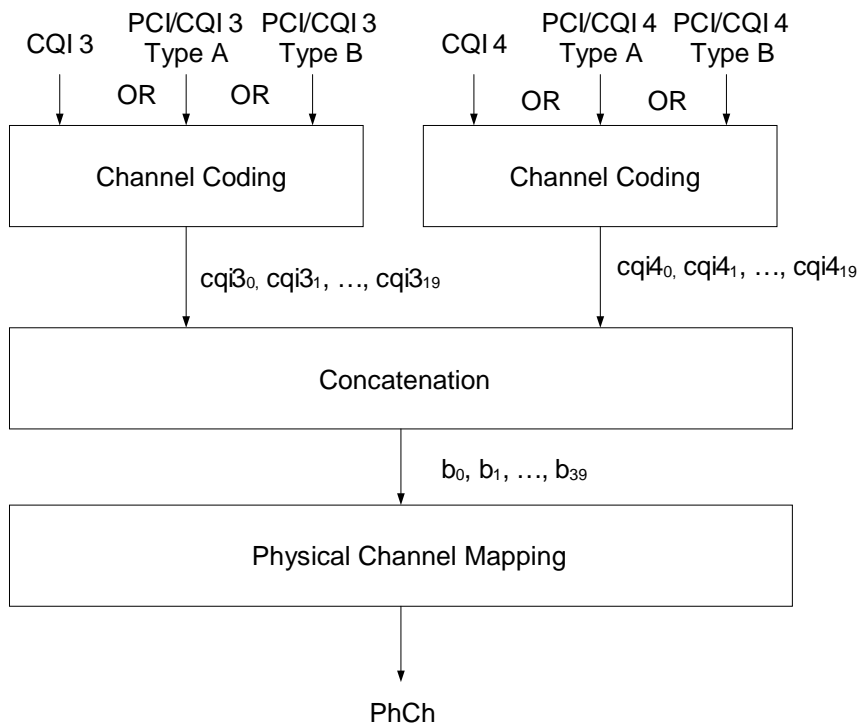 CQI 3
PCI/CQI 3
Type A
PCI/CQI 3
Type B
OR
OR
CQI 4
PCI/CQI 4
Type A
PCI/CQI 4
Type B
OR
OR
Channel Coding
Channel Coding
cqi3₀, cqi3₁, …, cqi3₁₉
cqi4₀, cqi4₁, …, cqi4₁₉
Concatenation
b₀, b₁, …, b₃₉
Physical Channel Mapping
PhCh